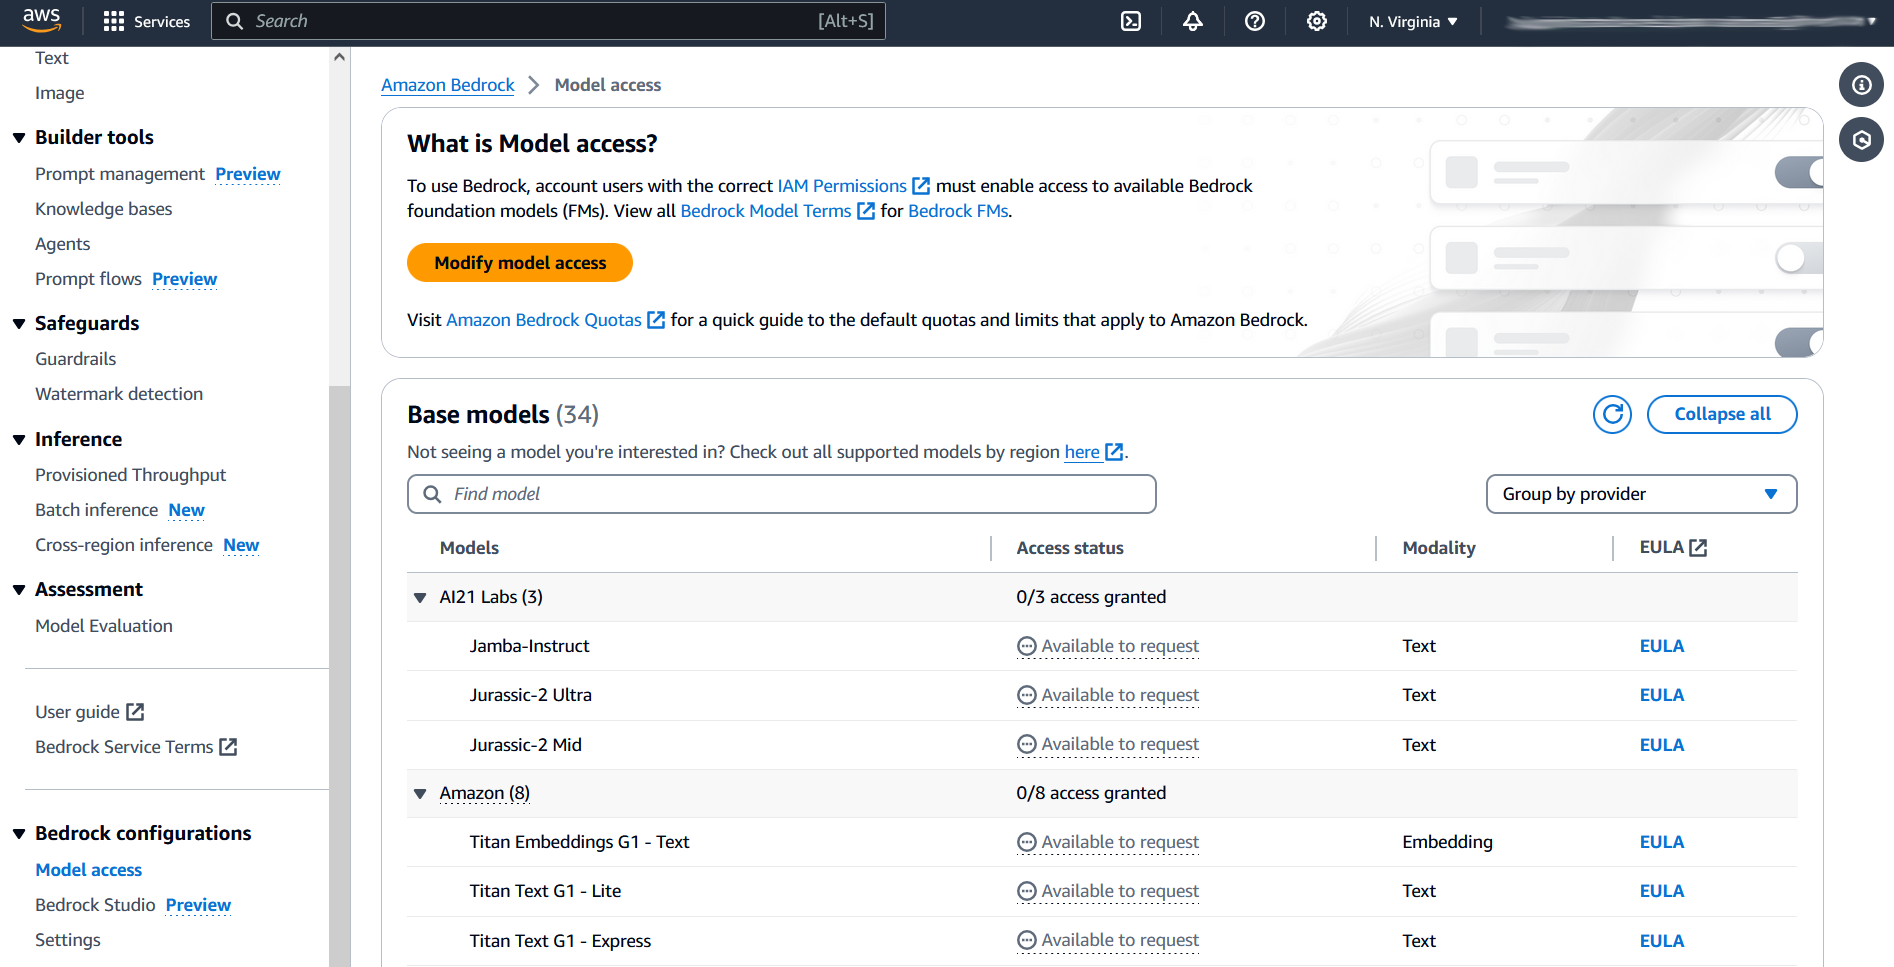 aws
Services
Search
[Alt+S]
N. Virginia
Text
Image
Builder tools
Prompt management Preview
Knowledge bases
Agents
Prompt flows Preview
Safeguards
Guardrails
Watermark detection
Inference
Provisioned Throughput
Batch inference New
Cross-region inference New
Assessment
Model Evaluation
User guide
Bedrock Service Terms
Bedrock configurations
Model access
Bedrock Studio Preview
Settings
Amazon Bedrock Model access
What is Model access?
To use Bedrock, account users with the correct IAM Permissions must enable access to available Bedrock
foundation models (FMs). View all Bedrock Model Terms for Bedrock FMs.
Modify model access
Visit Amazon Bedrock Quotas for a quick guide to the default quotas and limits that apply to Amazon Bedrock.
Base models (34)
Collapse all
Not seeing a model you're interested in? Check out all supported models by region here.
Find model
Group by provider
Models Access status Modality EULA
AI21 Labs (3) 0/3 access granted
Jamba-Instruct Available to request Text EULA
Jurassic-2 Ultra Available to request Text EULA
Jurassic-2 Mid Available to request Text EULA
Amazon (8) 0/8 access granted
Titan Embeddings G1 - Text Available to request Embedding EULA
Titan Text G1 - Lite Available to request Text EULA
Titan Text G1 - Express Available to request Text EULA